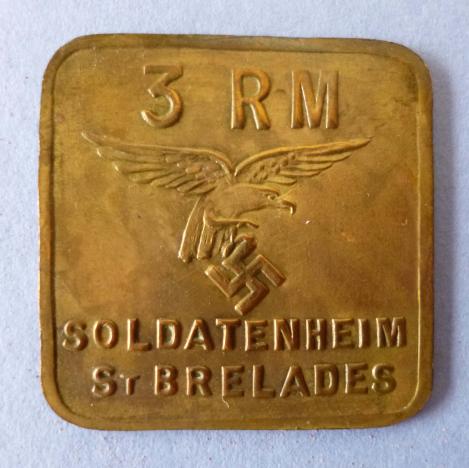 3 RM
SOLDATENHEIM
ST BRELADES